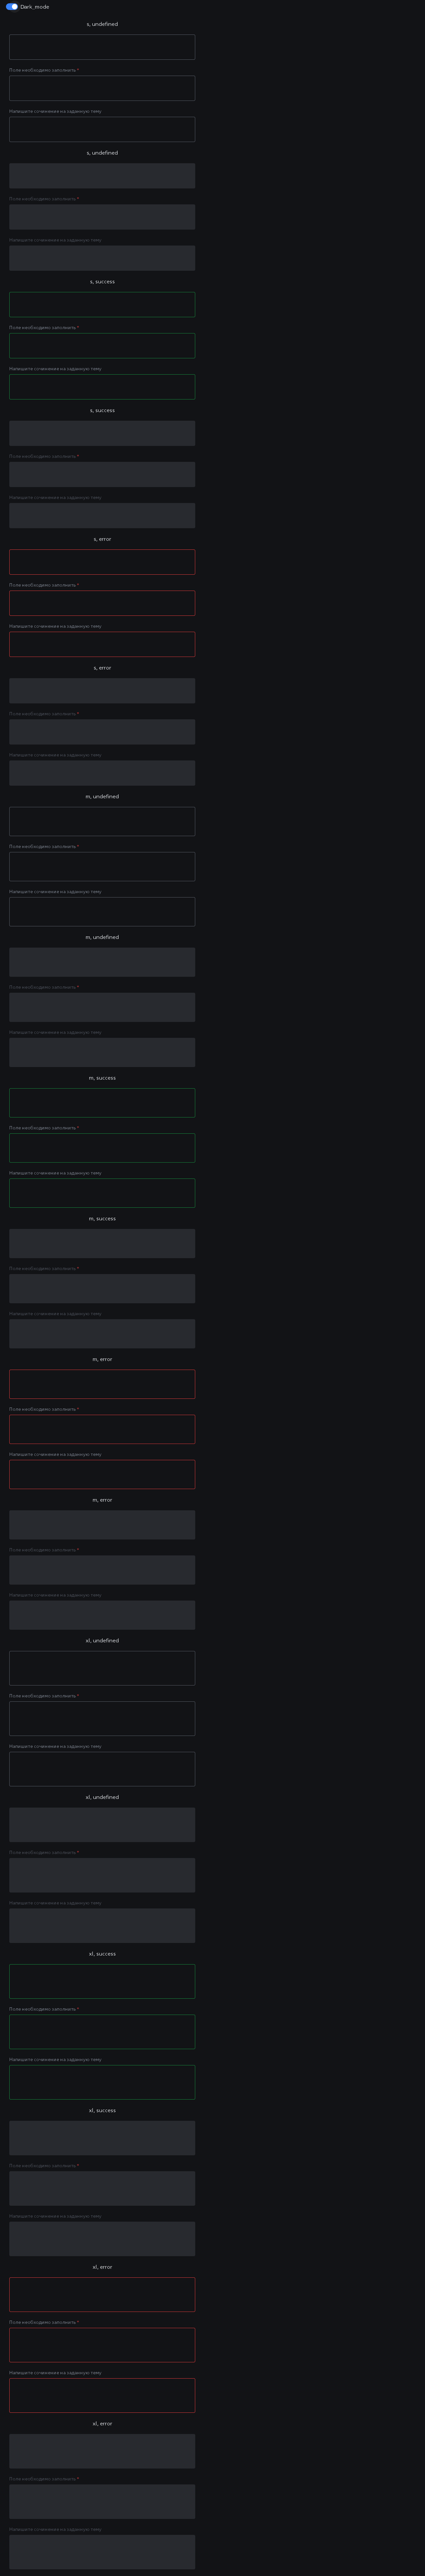 Dark_mode
s, undefined
Поле необходимо заполнить *
Напишите сочинение на заданную тему
s, undefined
Поле необходимо заполнить *
Напишите сочинение на заданную тему
s, success
Поле необходимо заполнить *
Напишите сочинение на заданную тему
s, success
Поле необходимо заполнить *
Напишите сочинение на заданную тему
s, error
Поле необходимо заполнить *
Напишите сочинение на заданную тему
s, error
Поле необходимо заполнить *
Напишите сочинение на заданную тему
m, undefined
Поле необходимо заполнить *
Напишите сочинение на заданную тему
m, undefined
Поле необходимо заполнить *
Напишите сочинение на заданную тему
m, success
Поле необходимо заполнить *
Напишите сочинение на заданную тему
m, success
Поле необходимо заполнить *
Напишите сочинение на заданную тему
m, error
Поле необходимо заполнить *
Напишите сочинение на заданную тему
m, error
Поле необходимо заполнить *
Напишите сочинение на заданную тему
xl, undefined
Поле необходимо заполнить *
Напишите сочинение на заданную тему
xl, undefined
Поле необходимо заполнить *
Напишите сочинение на заданную тему
xl, success
Поле необходимо заполнить *
Напишите сочинение на заданную тему
xl, success
Поле необходимо заполнить *
Напишите сочинение на заданную тему
xl, error
Поле необходимо заполнить *
Напишите сочинение на заданную тему
xl, error
Поле необходимо заполнить *
Напишите сочинение на заданную тему